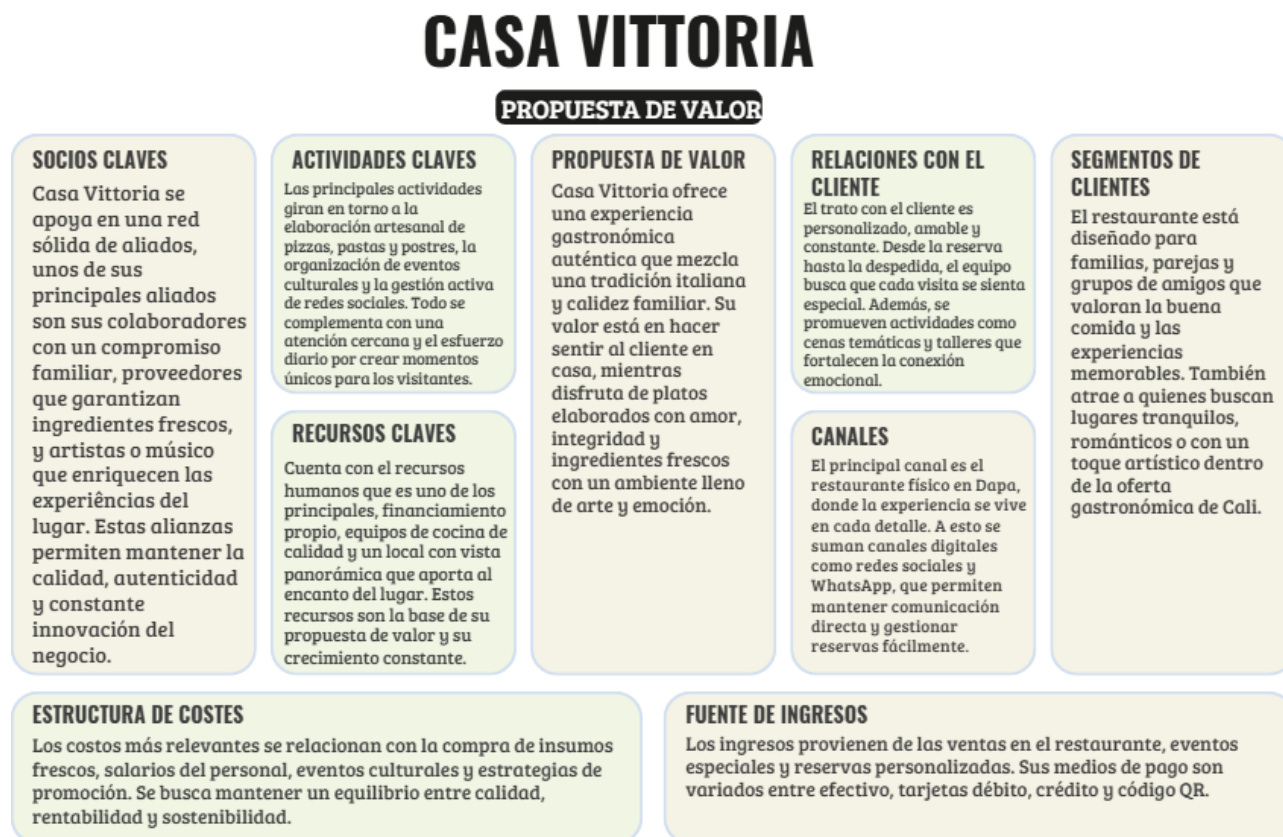 CASA VITTORIA
PROPUESTA DE VALOR
SOCIOS CLAVES
Casa Vittoria se
apoya en una red
sólida de aliados,
unos de sus
principales aliados
son sus colaboradores
con un compromiso
familiar, proveedores
que garantizan
ingredientes frescos,
y artistas o músico
que enriquecen las
experiências del
lugar. Estas alianzas
permiten mantener la
calidad, autenticidad
y constante
innovación del
negocio.
ACTIVIDADES CLAVES
Las principales actividades
giran en torno a la
elaboración artesanal de
pizzas, pastas y postres, la
organización de eventos
culturales y la gestión activa
de redes sociales. Todo se
complementa con una
atención cercana y el esfuerzo
diario por crear momentos
únicos para los visitantes.
RECURSOS CLAVES
Cuenta con el recursos
humanos que es uno de los
principales, financiamiento
propio, equipos de cocina de
calidad y un local con vista
panorámica que aporta al
encanto del lugar. Estos
recursos son la base de su
propuesta de valor y su
crecimiento constante.
PROPUESTA DE VALOR
Casa Vittoria ofrece
una experiencia
gastronómica
auténtica que mezcla
una tradición italiana
y calidez familiar. Su
valor está en hacer
sentir al cliente en
casa, mientras
disfruta de platos
elaborados con amor,
integridad y
ingredientes frescos
con un ambiente lleno
de arte y emoción.
RELACIONES CON EL
CLIENTE
El trato con el cliente es
personalizado, amable y
constante. Desde la reserva
hasta la despedida, el equipo
busca que cada visita se sienta
especial. Además, se
promueven actividades como
cenas temáticas y talleres que
fortalecen la conexión
emocional.
CANALES
El principal canal es el
restaurante físico en Dapa,
donde la experiencia se vive
en cada detalle. A esto se
suman canales digitales
como redes sociales y
WhatsApp, que permiten
mantener comunicación
directa y gestionar
reservas fácilmente.
SEGMENTOS DE
CLIENTES
El restaurante está
diseñado para
familias, parejas y
grupos de amigos que
valoran la buena
comida y las
experiencias
memorables. También
atrae a quienes buscan
lugares tranquilos,
románticos o con un
toque artístico dentro
de la oferta
gastronómica de Cali.
ESTRUCTURA DE COSTES
Los costos más relevantes se relacionan con la compra de insumos
frescos, salarios del personal, eventos culturales y estrategias de
promoción. Se busca mantener un equilibrio entre calidad,
rentabilidad y sostenibilidad.
FUENTE DE INGRESOS
Los ingresos provienen de las ventas en el restaurante, eventos
especiales y reservas personalizadas. Sus medios de pago son
variados entre efectivo, tarjetas débito, crédito y código QR.